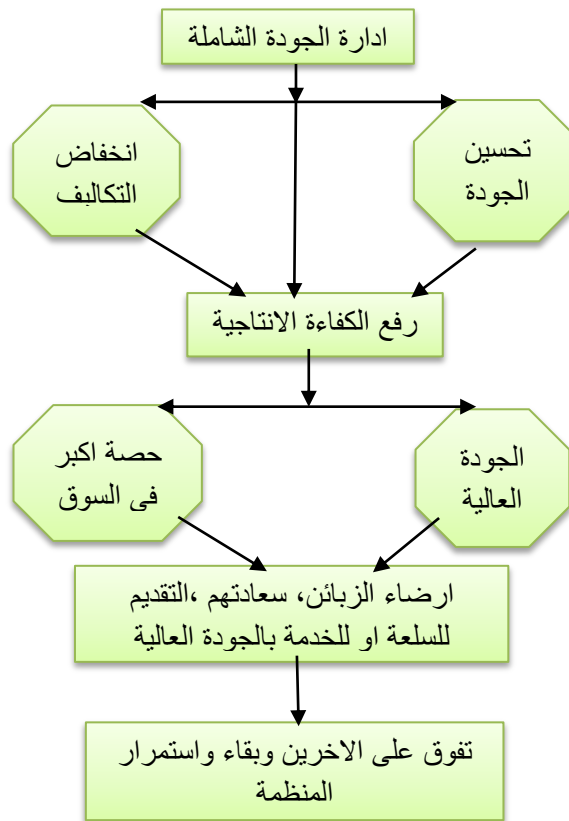 ادارة الجودة الشاملة
تحسين
الجودة
انخفاض
التكاليف
رفع الكفاءة الانتاجية
الجودة
العالية
حصة اكبر
في السوق
ارضاء الزبائن، سعادتهم ،التقديم
للسلعة او للخدمة بالجودة العالية
تفوق على الاخرين وبقاء واستمرار
المنظمة